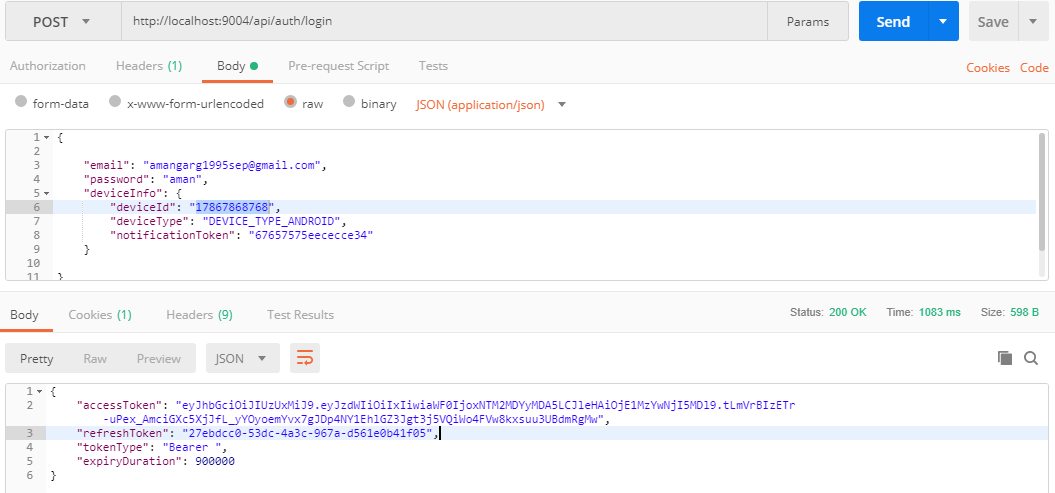 POST http://localhost:9004/api/auth/login Params Send Save
Authorization Headers (1) Body Pre-request Script Tests Cookies Code
form-data x-www-form-urlencoded raw binary JSON (application/json)
1 {
2
3 "email": "amangarg1995sep@gmail.com",
4 "password": "aman",
5 "deviceInfo": {
6 "deviceId": "17867868768",
7 "deviceType": "DEVICE_TYPE_ANDROID",
8 "notificationToken": "67657575eececce34"
9 }
10
11 }
Body Cookies (1) Headers (9) Test Results Status: 200 OK Time: 1083 ms Size: 598 B
Pretty Raw Preview JSON
1 {
2 "accessToken": "eyJhbGciOiJIUzUxMiJ9.eyJzdWIiOiIxIiwiaWF0IjoxNTM2MDYyMDA5LCJleHAiOjE1MzYwNjI5MDl9.tLmVrBIzETr
-uPex_AmciGXc5XjJfL_yYOyoemYvx7gJDp4NY1EhlGZ3Jgt3j5VQiWo4FVw8kxsuu3UBdmRgMw",
3 "refreshToken": "27ebdcc0-53dc-4a3c-967a-d561e0b41f05",
4 "tokenType": "Bearer ",
5 "expiryDuration": 900000
6 }